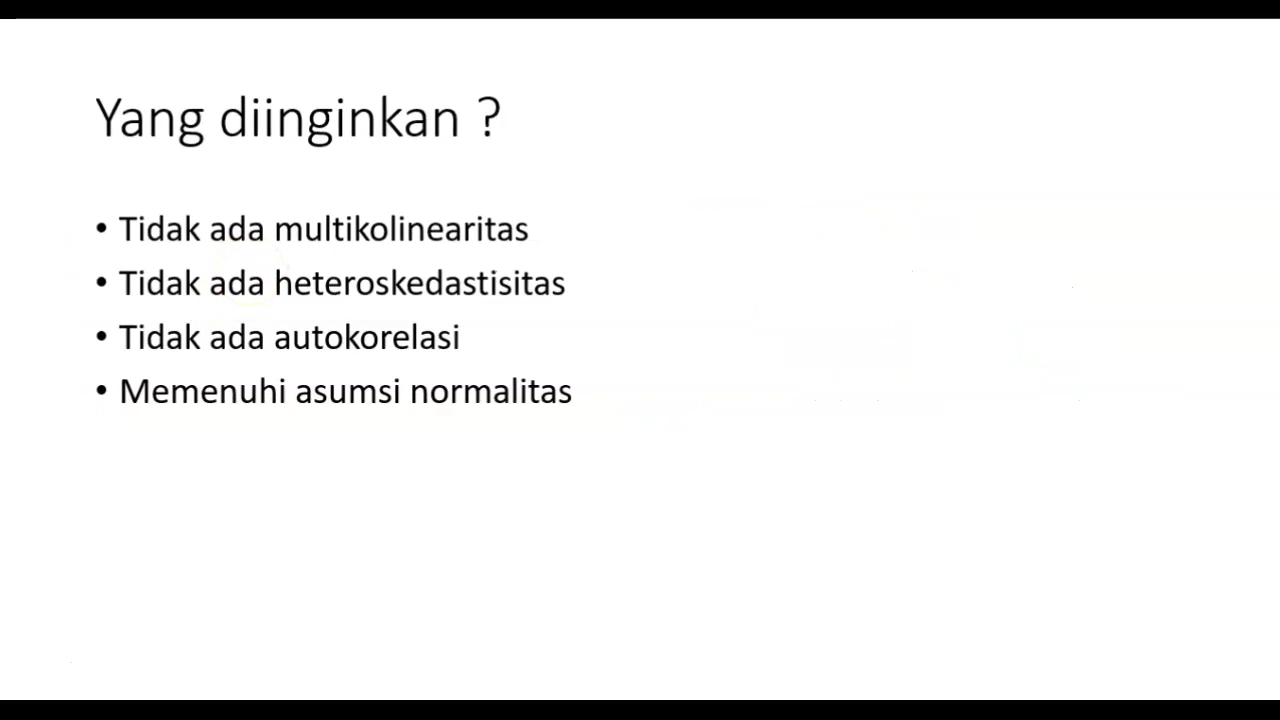 Yang diinginkan ?
• Tidak ada multikolinearitas
• Tidak ada heteroskedastisitas
• Tidak ada autokorelasi
• Memenuhi asumsi normalitas